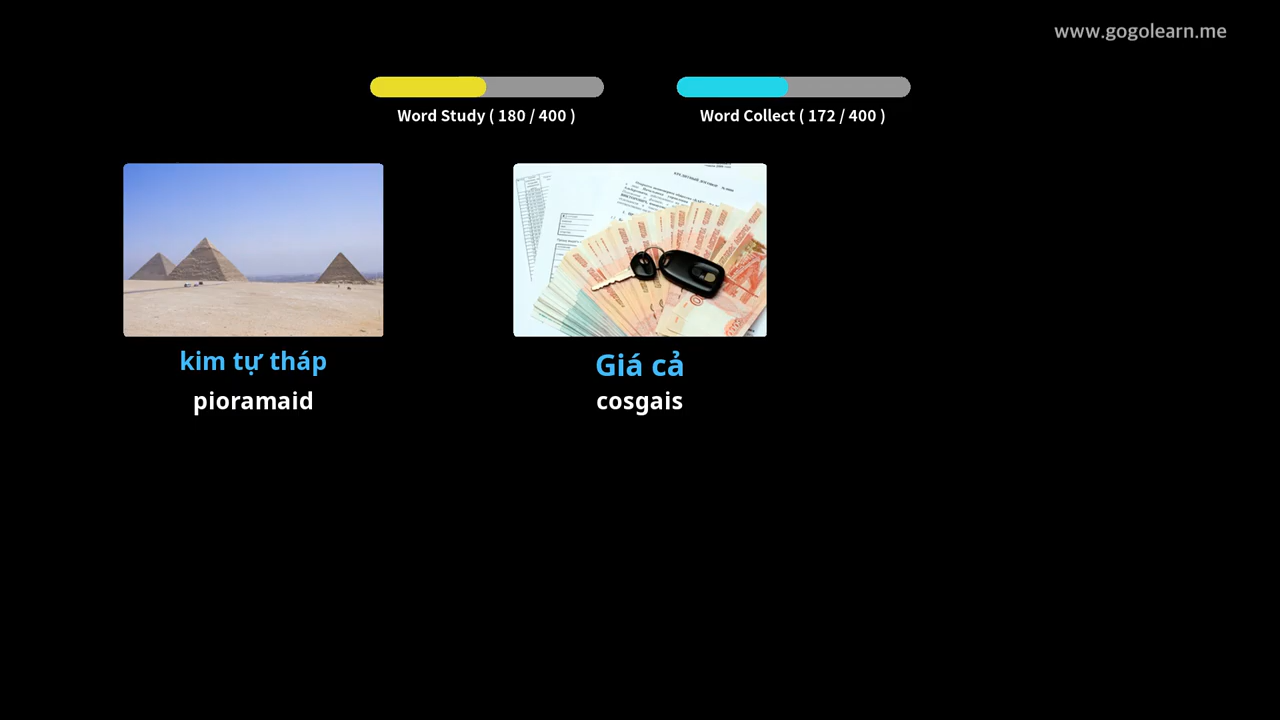 www.gogolearn.me
Word Study ( 180 / 400 )
Word Collect ( 172 / 400 )
kim tự tháp
pioramaid
Giá cả
cosgais